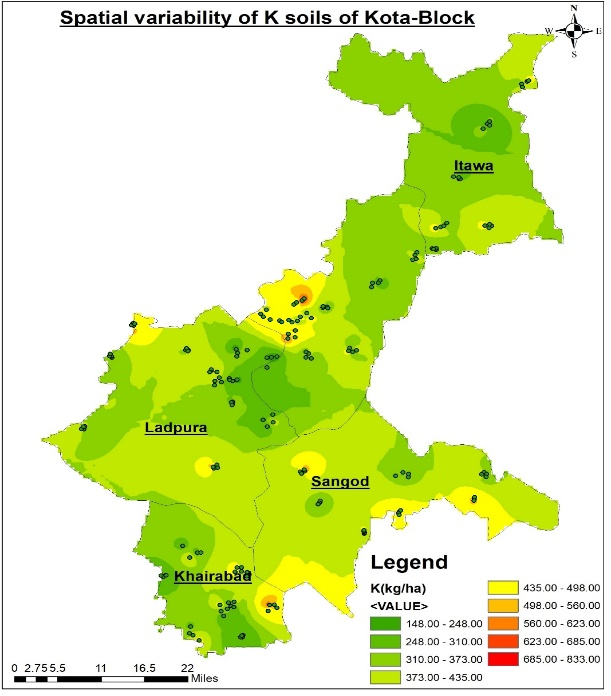 Spatial variability of K soils of Kota-Block
N
W E
S
Itawa
Ladpura
Sangod
Khairabad
Legend
K(kg/ha)
<VALUE>
148.00 - 248.00
248.00 - 310.00
310.00 - 373.00
373.00 - 435.00
435.00 - 498.00
498.00 - 560.00
560.00 - 623.00
623.00 - 685.00
685.00 - 833.00
0 2.75 5.5 11 16.5 22 Miles